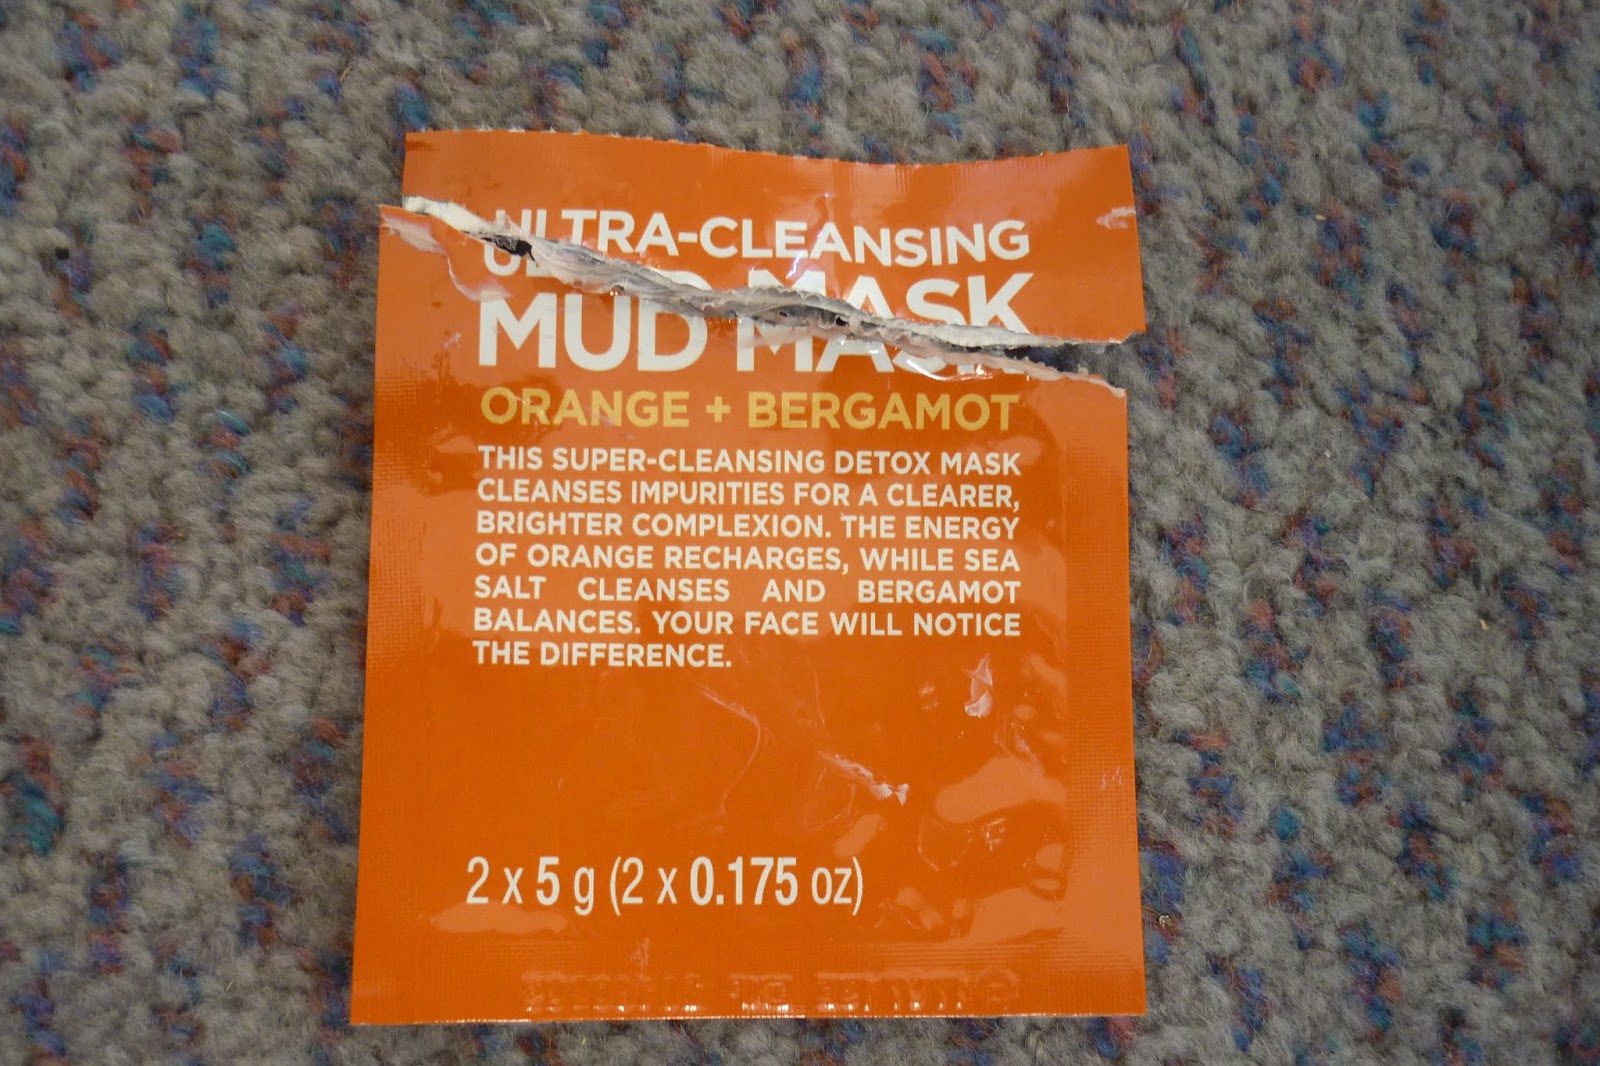 ULTRA-CLEANSING
MUD MASK
ORANGE + BERGAMOT
THIS SUPER-CLEANSING DETOX MASK
CLEANSES IMPURITIES FOR A CLEARER,
BRIGHTER COMPLEXION. THE ENERGY
OF ORANGE RECHARGES, WHILE SEA
SALT CLEANSES AND BERGAMOT
BALANCES. YOUR FACE WILL NOTICE
THE DIFFERENCE.
2 x 5 g (2 x 0.175 oz)